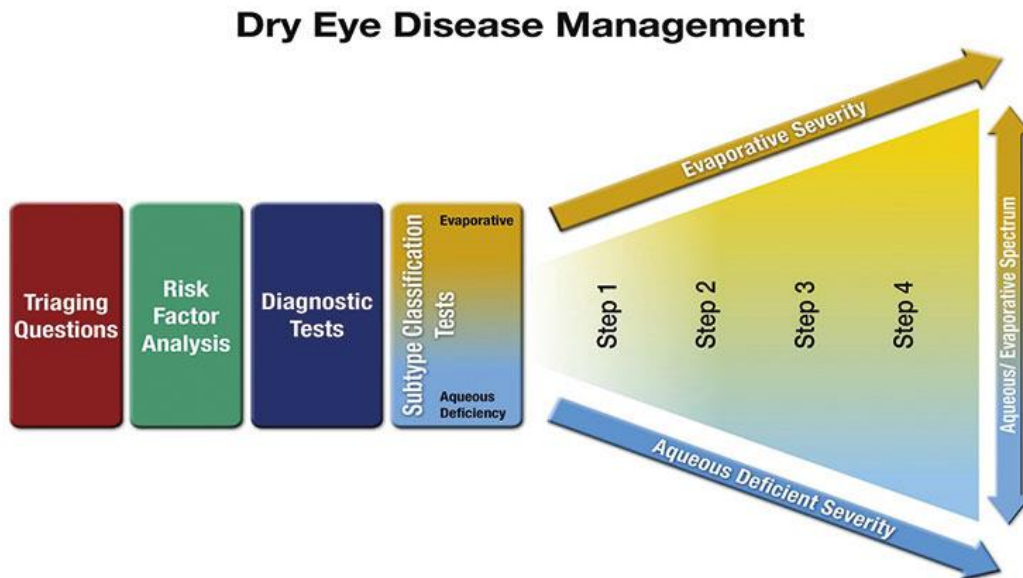 Dry Eye Disease Management
Triaging
Questions
Risk
Factor
Analysis
Diagnostic
Tests
Subtype Classification
Tests
Evaporative
Aqueous
Deficiency
Step 1
Step 2
Step 3
Step 4
Evaporative Severity
Aqueous Deficient Severity
Aqueous/ Evaporative Spectrum